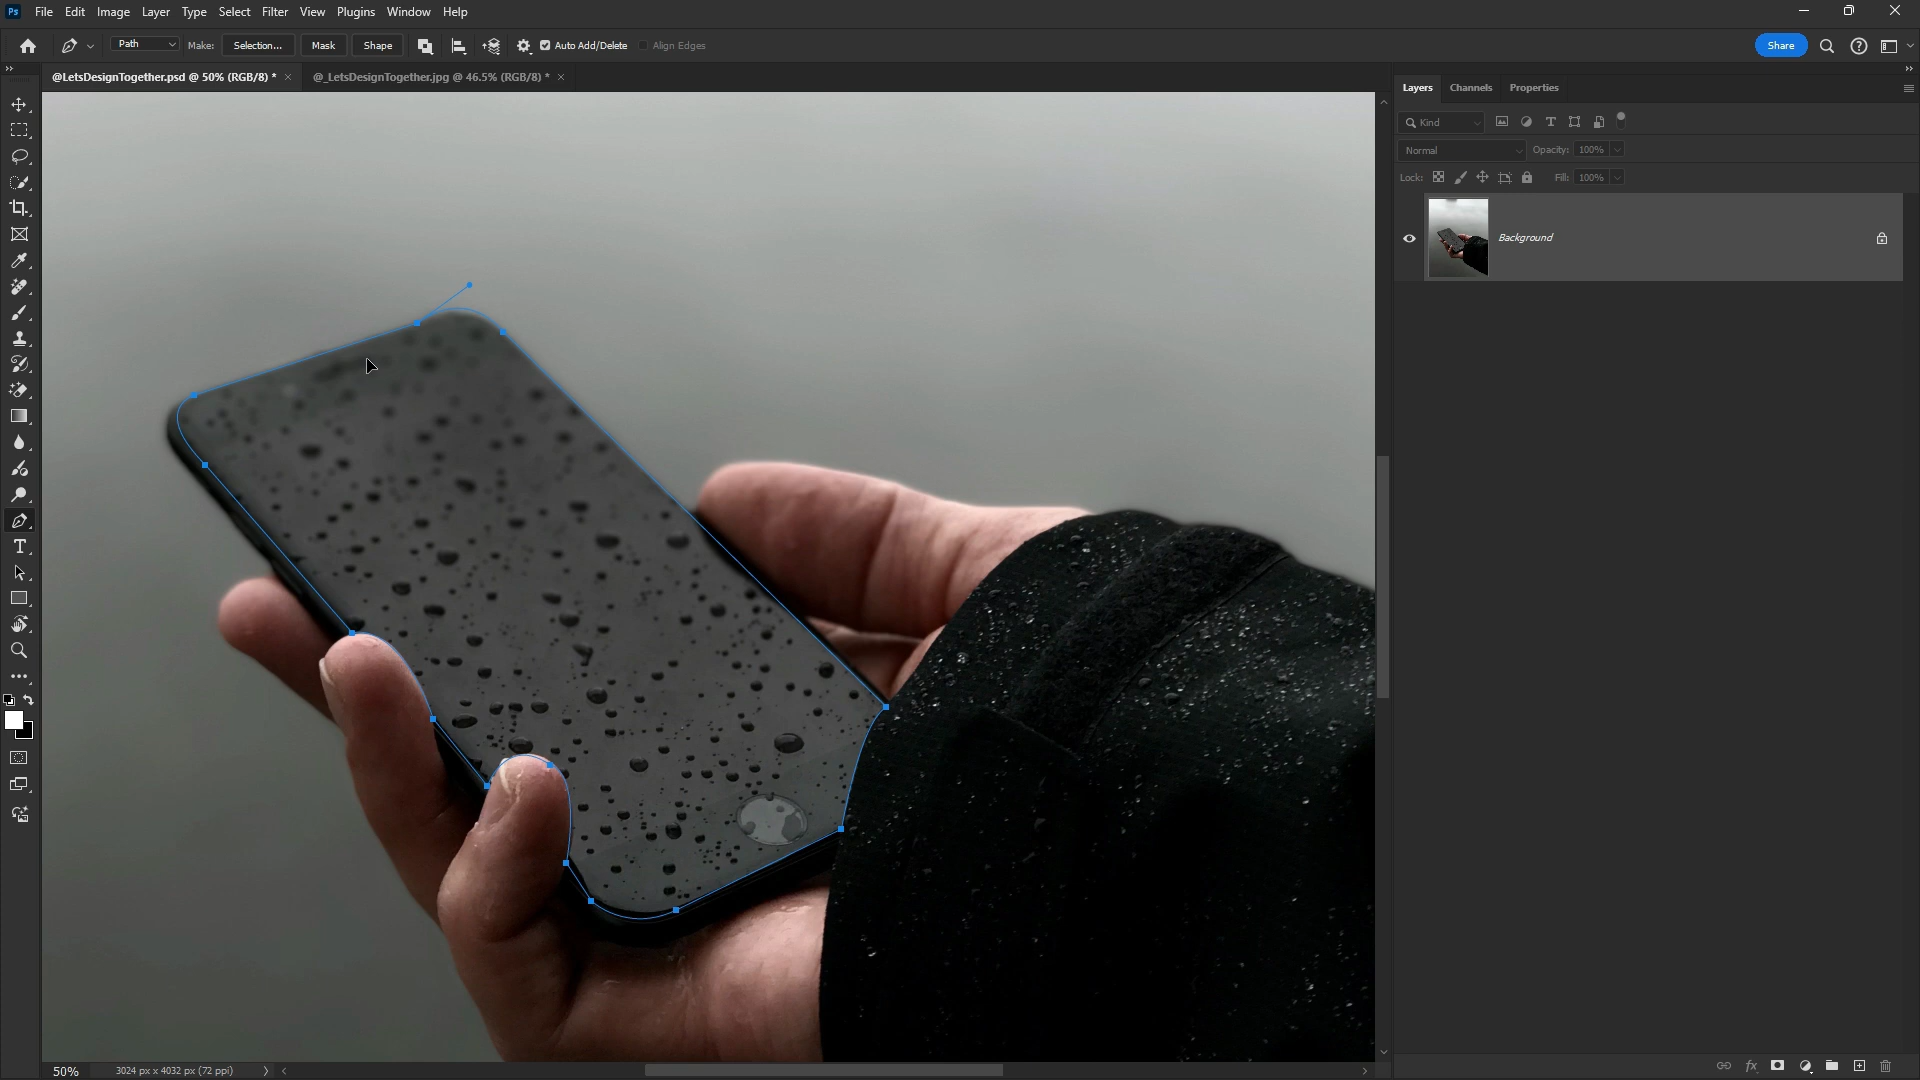 Ps File Edit Image Layer Type Select Filter View Plugins Window Help
Path Make: Selection... Mask Shape Auto Add/Delete Align Edges Share
@LetsDesignTogether.psd @ 50% (RGB/8) * @_LetsDesignTogether.jpg @ 46.5% (RGB/8) *
Layers Channels Properties
Kind
Normal Opacity: 100%
Lock: Fill: 100%
Background
50% 3024 px x 4032 px (72 ppi)